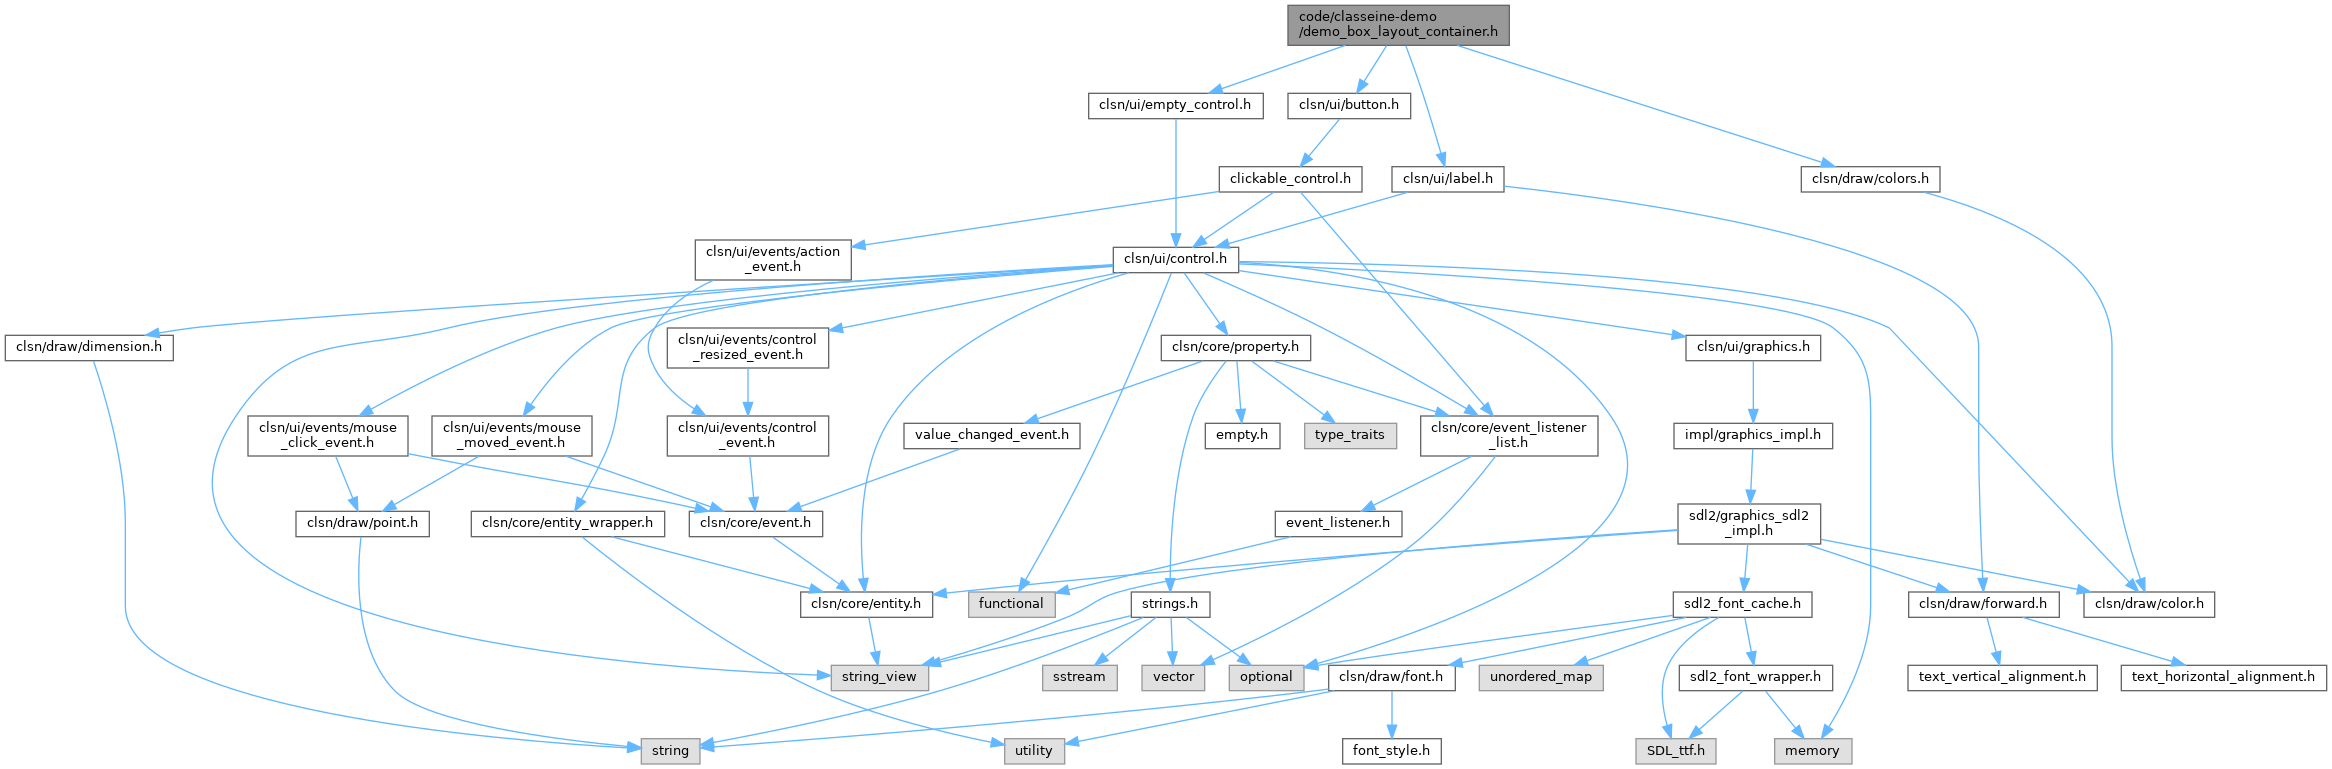 code/classeine-demo
/demo_box_layout_container.h
clsn/ui/empty_control.h
clsn/ui/button.h
clickable_control.h
clsn/ui/label.h
clsn/draw/colors.h
clsn/ui/events/action
_event.h
clsn/ui/control.h
clsn/draw/dimension.h
clsn/ui/events/control
_resized_event.h
clsn/core/property.h
clsn/ui/graphics.h
clsn/ui/events/mouse
_click_event.h
clsn/ui/events/mouse
_moved_event.h
clsn/ui/events/control
_event.h
value_changed_event.h
empty.h
type_traits
clsn/core/event_listener
_list.h
impl/graphics_impl.h
clsn/draw/point.h
clsn/core/entity_wrapper.h
clsn/core/event.h
event_listener.h
sdl2/graphics_sdl2
_impl.h
clsn/core/entity.h
functional
strings.h
sdl2_font_cache.h
clsn/draw/forward.h
clsn/draw/color.h
string_view
sstream
vector
optional
clsn/draw/font.h
unordered_map
sdl2_font_wrapper.h
text_vertical_alignment.h
text_horizontal_alignment.h
string
utility
font_style.h
SDL_ttf.h
memory